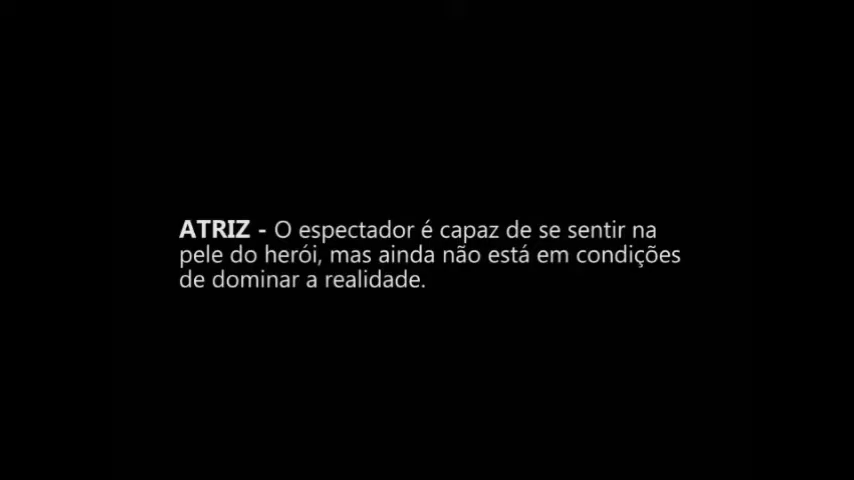 ATRIZ - O espectador é capaz de se sentir na
pele do herói, mas ainda não está em condições
de dominar a realidade.